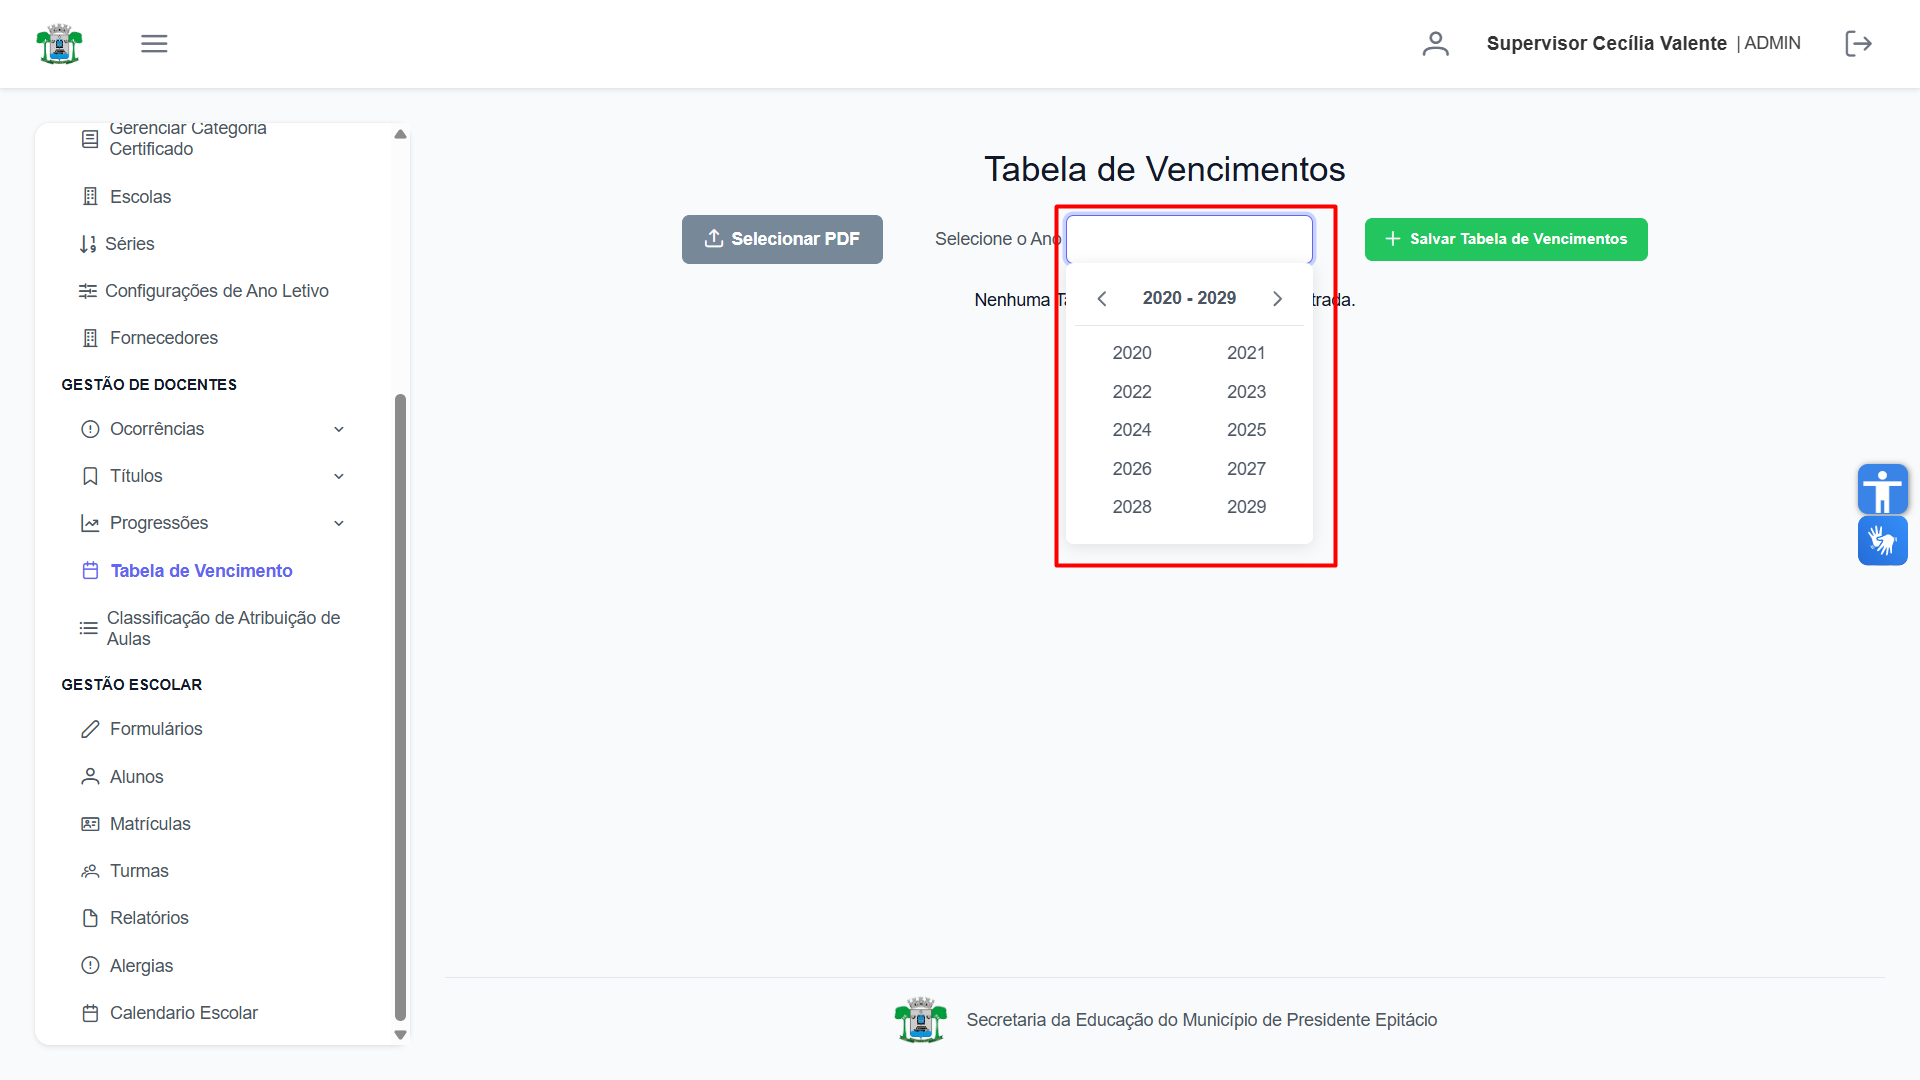 Supervisor Cecília Valente | ADMIN
Gerenciar Categoria
Certificado
Escolas
Séries
Configurações de Ano Letivo
Fornecedores
GESTÃO DE DOCENTES
Ocorrências
Títulos
Progressões
Tabela de Vencimento
Classificação de Atribuição de
Aulas
GESTÃO ESCOLAR
Formulários
Alunos
Matrículas
Turmas
Relatórios
Alergias
Calendario Escolar
Tabela de Vencimentos
Selecionar PDF
Selecione o Ano
Salvar Tabela de Vencimentos
Nenhuma
2020 - 2029
2020 2021
2022 2023
2024 2025
2026 2027
2028 2029
Secretaria da Educação do Município de Presidente Epitácio